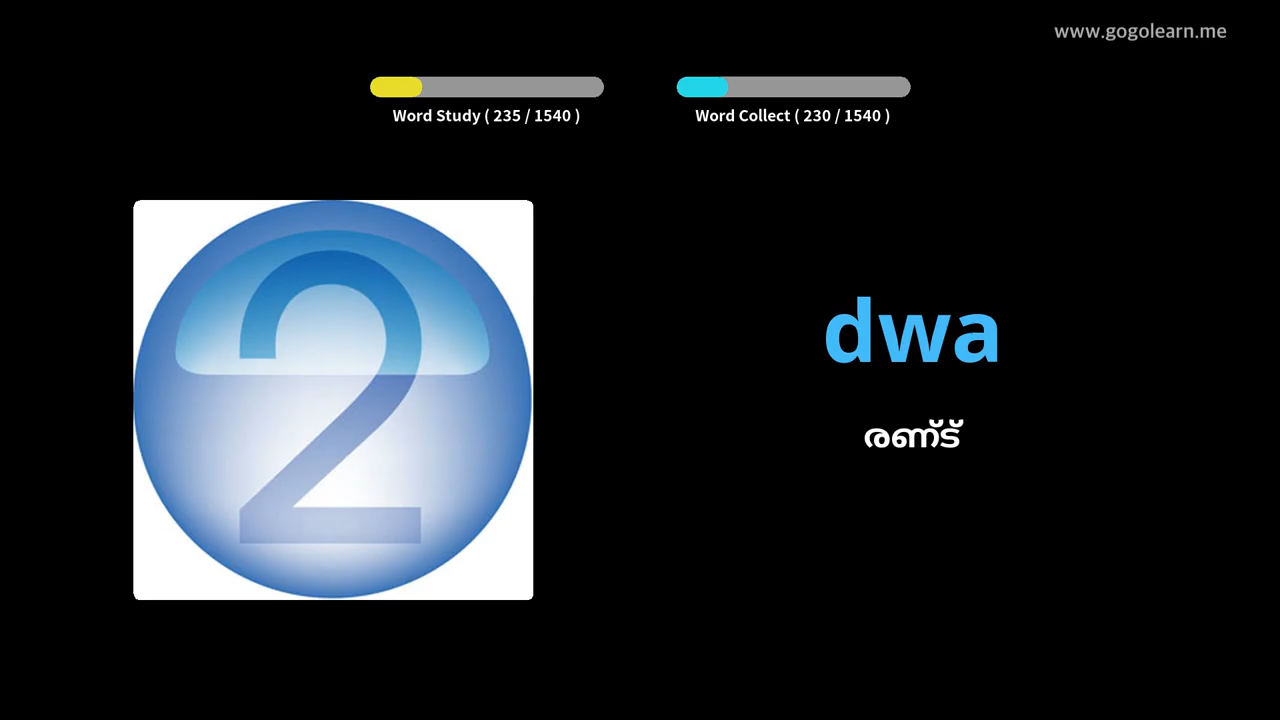 www.gogolearn.me
Word Study ( 235 / 1540 )
Word Collect ( 230 / 1540 )
2
dwa
രണ്ട്